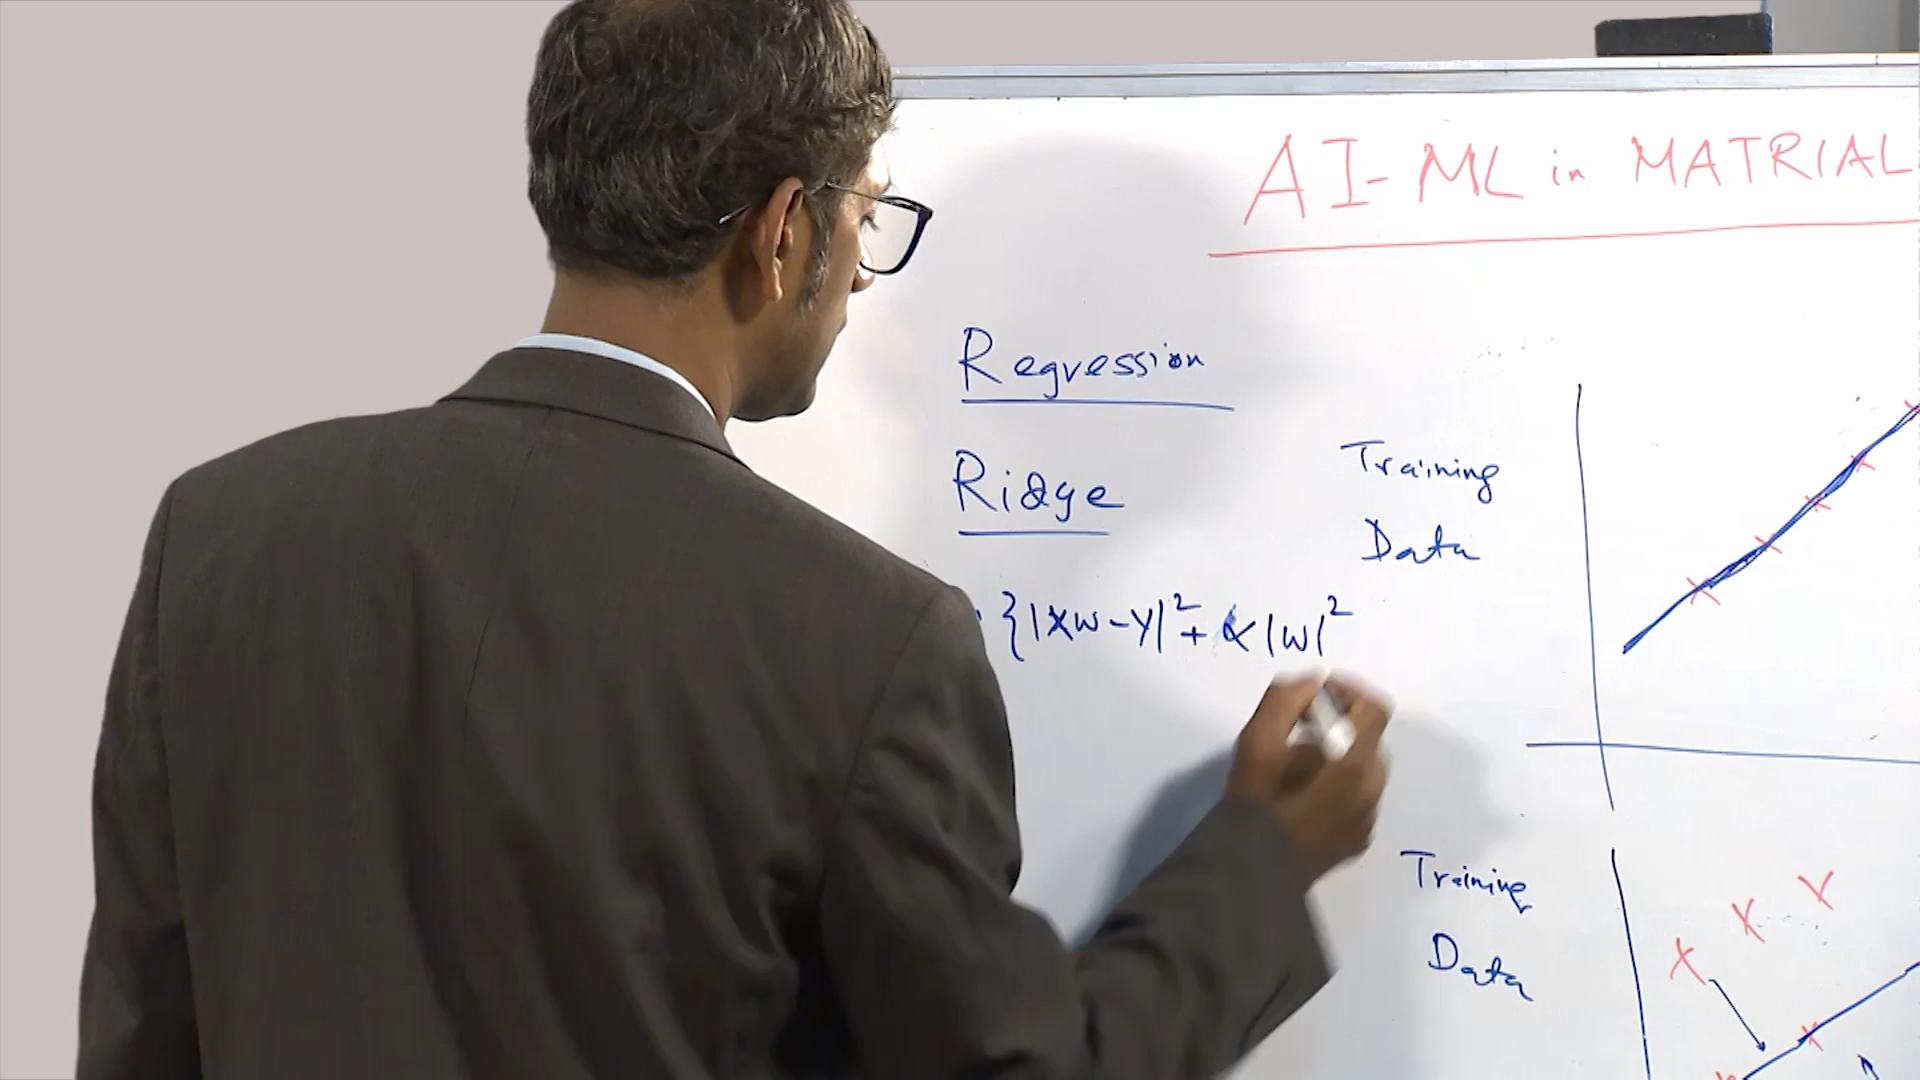 AI-ML in MATRIAL
Regression
Ridge
{|Xw-y|²+ α|w|²
Training
Data
Training
Data